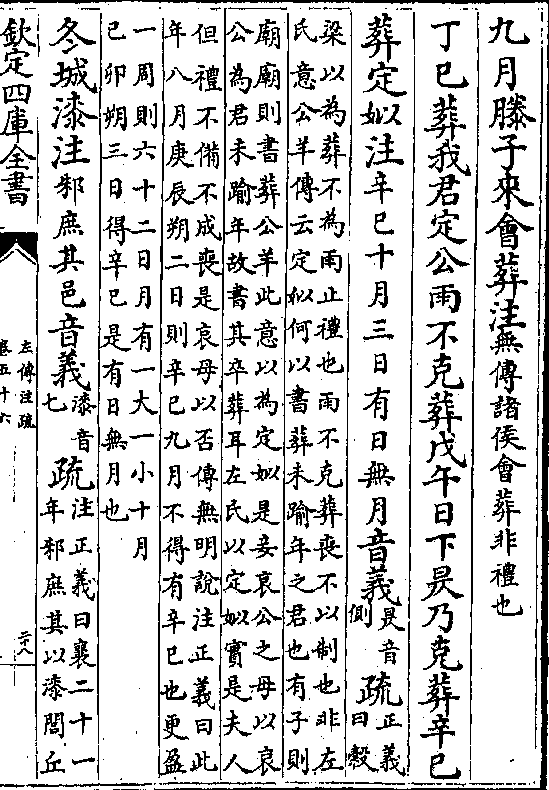 九月滕子來會葬注無傳諸侯會葬非禮也
丁巳葬我君定公雨不克葬戊午日下昃乃克葬辛巳
葬定姒注辛巳十月三日有日無月音義昃音側疏正義曰穀
梁以為葬不為雨止禮也雨不克葬喪不以制也非左
氏意公羊傳云定姒何以書葬未踰年之君也有子則
廟廟則書葬公羊此意以為定姒是妾哀公之母以哀
公為君未踰年故書其卒葬耳左氏以定姒實是夫人
但禮不備不成喪是哀母以否傳無明說注正義曰此
年八月庚辰朔二日則辛巳九月不得有辛巳也更盈
一周則六十二日月有一大一小十月
己卯朔三日得辛巳是有日無月也
冬城漆注邾庶其邑音義漆音七疏注正義曰襄二十一年邾庶其以漆閭丘
欽定四庫全書
左傳注疏
卷五十六
二十八